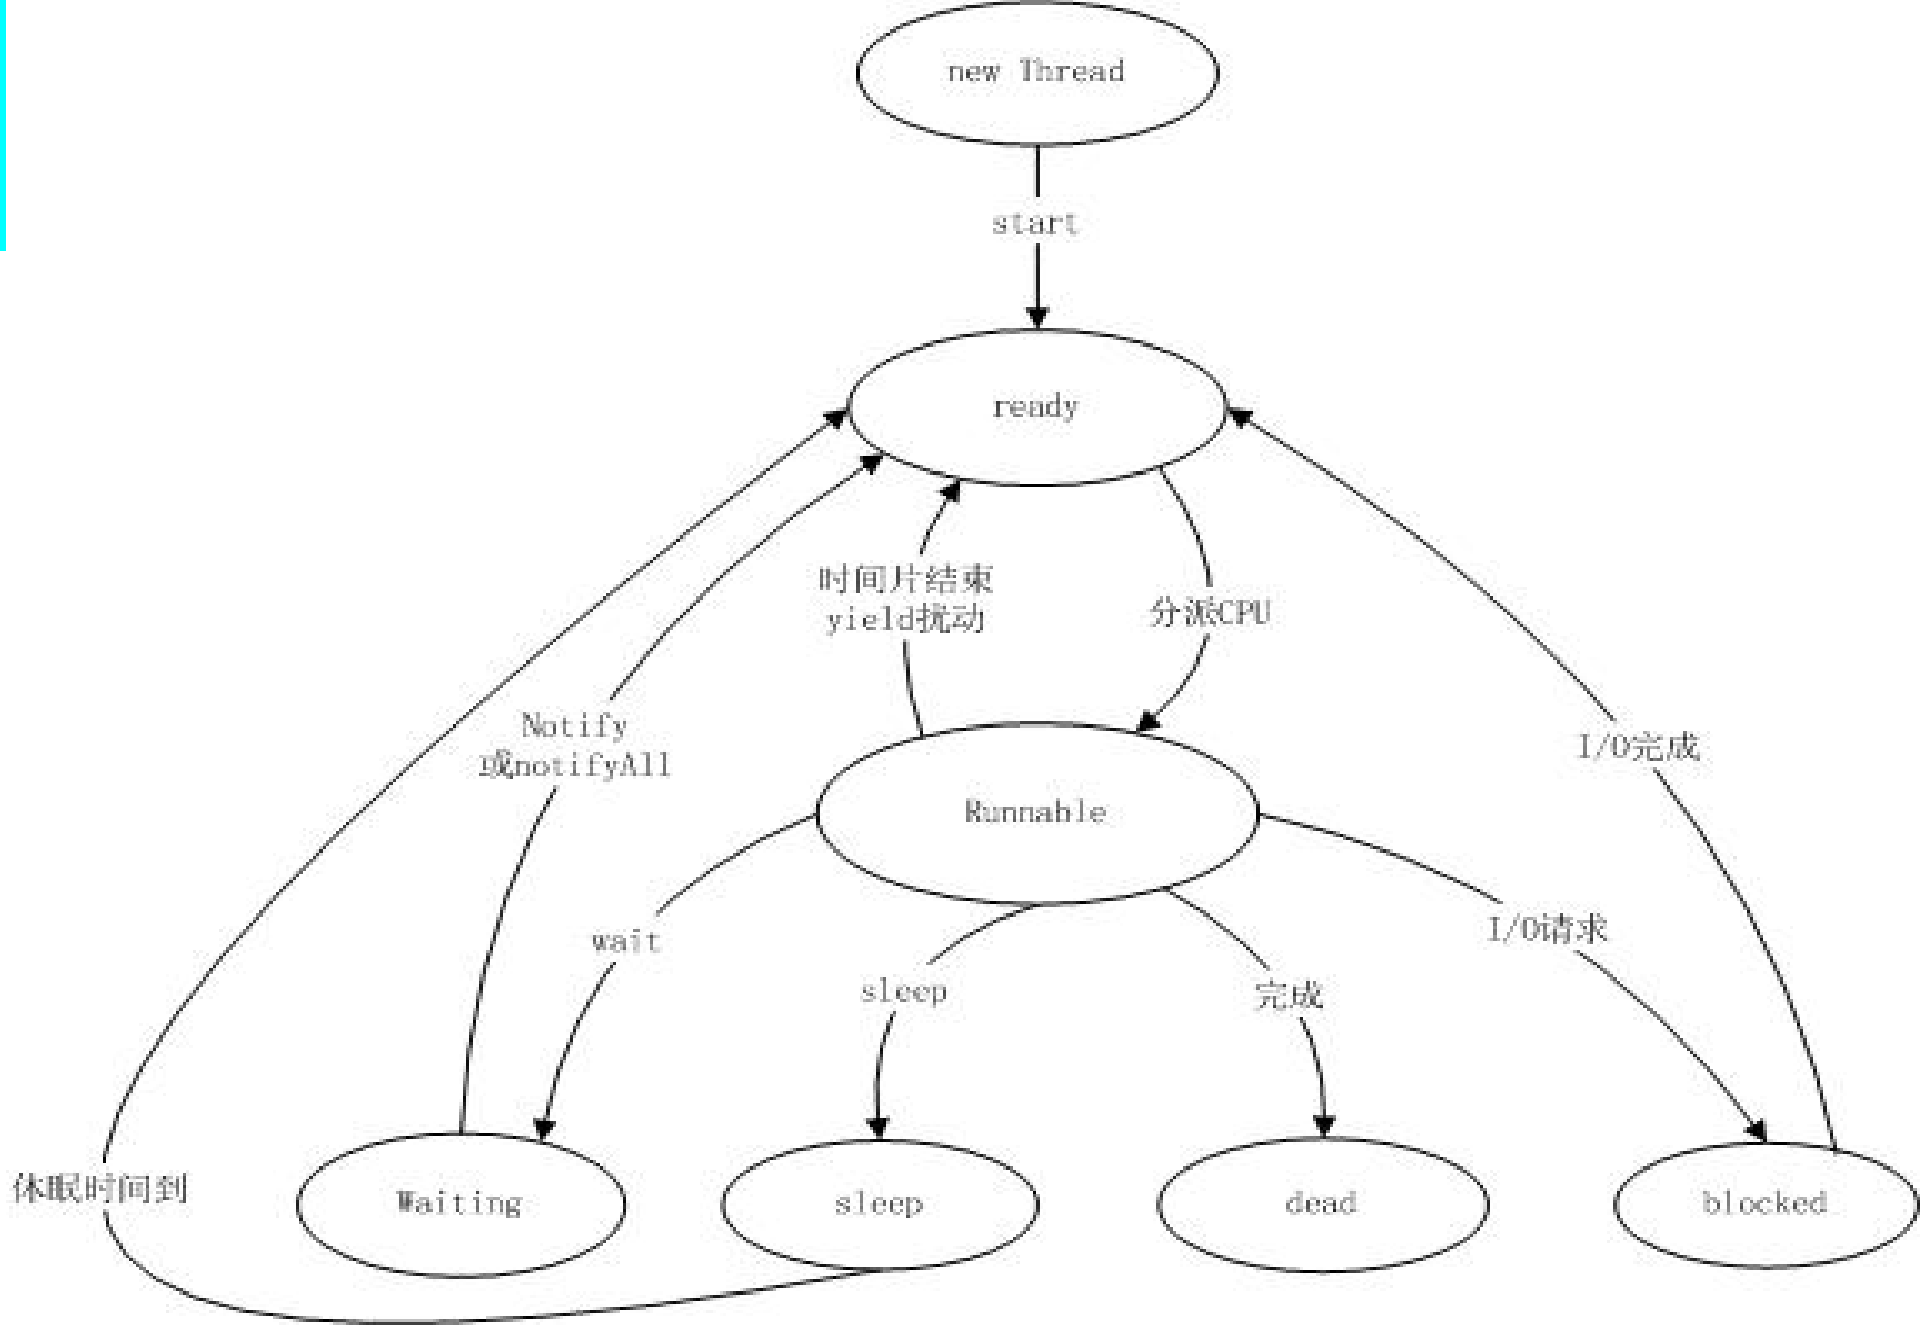 new Thread
start
ready
时间片结束
yield扰动
分派CPU
Notify
或notifyAll
I/O完成
Runnable
wait
I/O请求
sleep
完成
休眠时间到
Waiting
sleep
dead
blocked